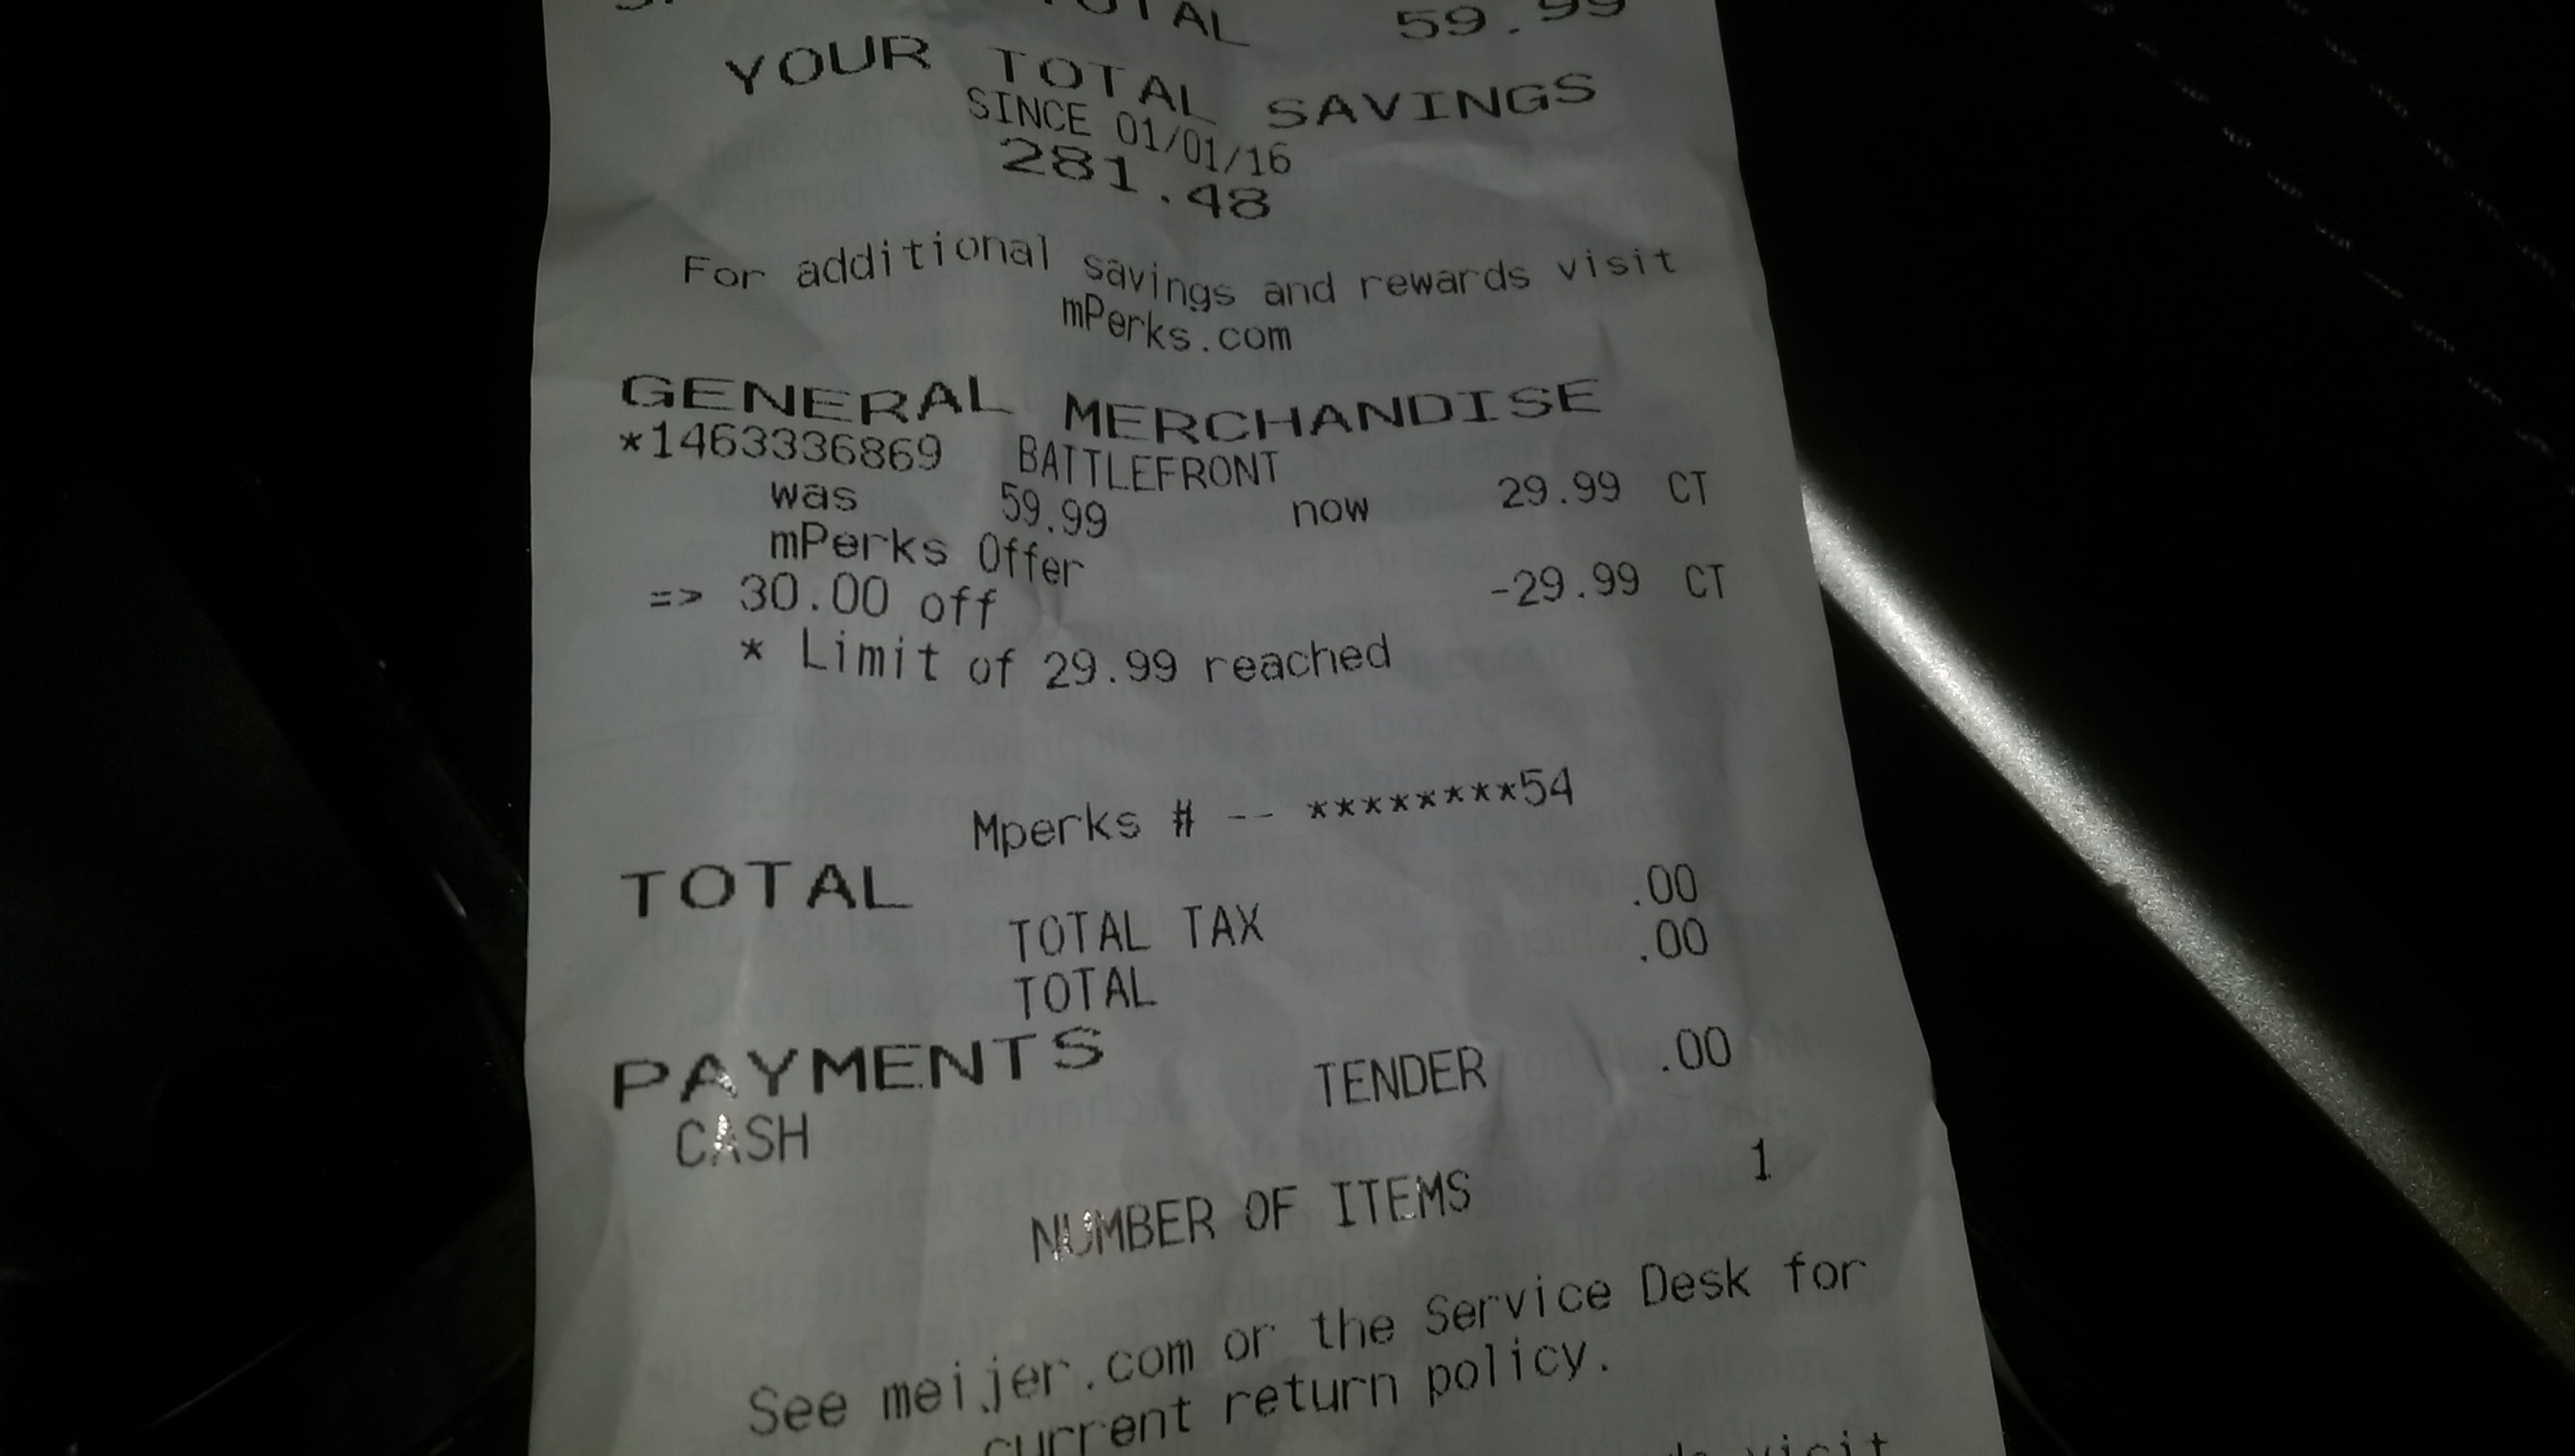 TOTAL 59.99
YOUR TOTAL SAVINGS
SINCE 01/01/16
281.48
For additional savings and rewards visit
mPerks.com
GENERAL MERCHANDISE
*1463336869 BATTLEFRONT
was 59.99 now 29.99 CT
mPerks Offer
=> 30.00 off -29.99 CT
* Limit of 29.99 reached
Mperks # -- ********54
TOTAL
TOTAL TAX .00
TOTAL .00
PAYMENTS
CASH TENDER .00
NUMBER OF ITEMS 1
See meijer.com or the Service Desk for
current return policy.
visit